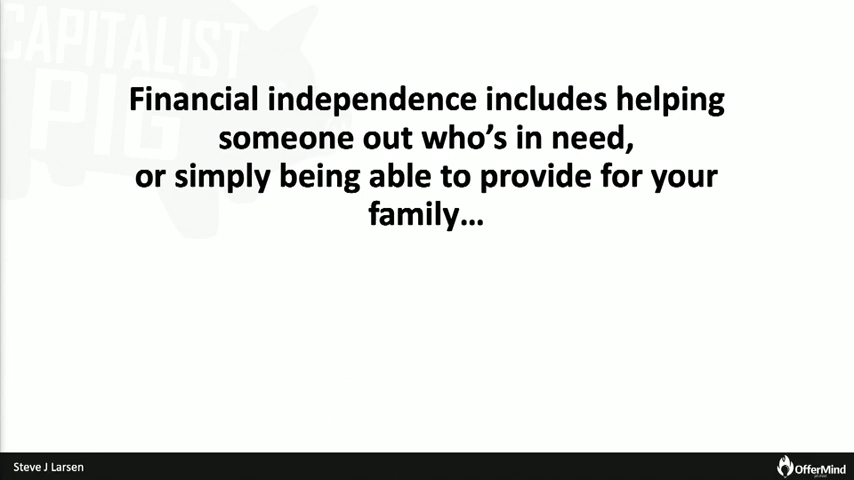 CAPITALIST
PIG
Financial independence includes helping
someone out who's in need,
or simply being able to provide for your
family...
Steve J Larsen
OfferMind